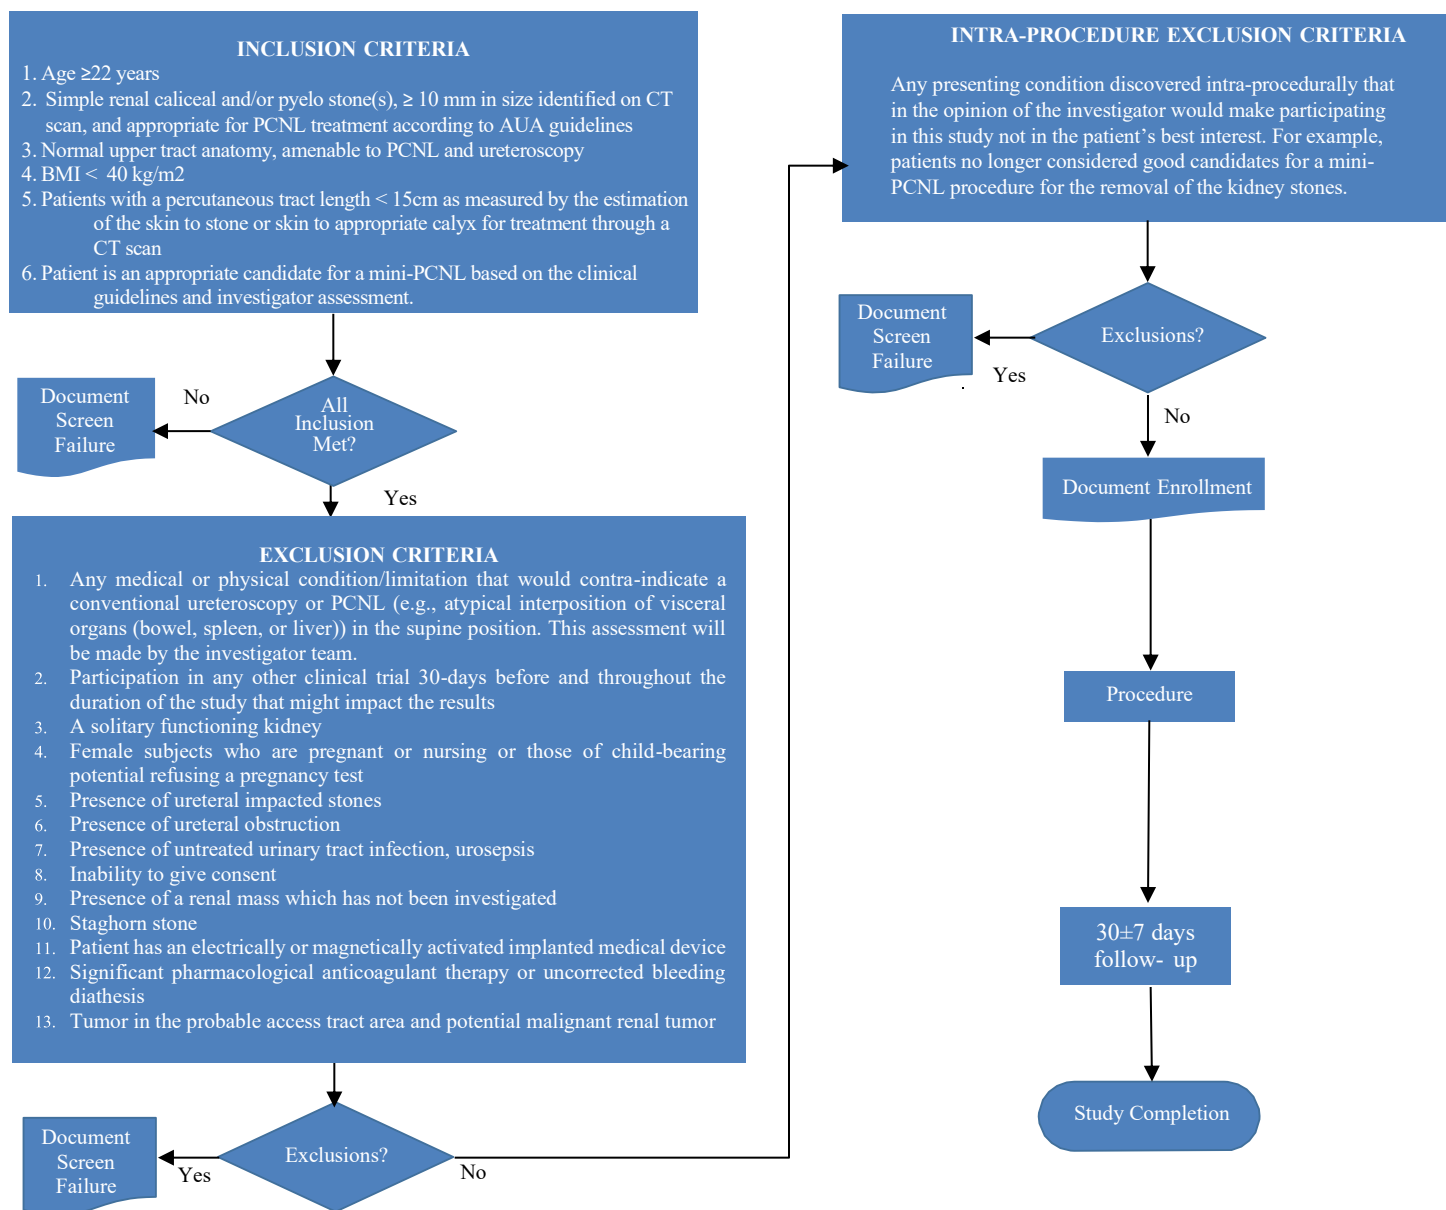 INCLUSION CRITERIA
1. Age ≥22 years
2. Simple renal caliceal and/or pyelo stone(s), ≥ 10 mm in size identified on CT
scan, and appropriate for PCNL treatment according to AUA guidelines
3. Normal upper tract anatomy, amenable to PCNL and ureteroscopy
4. BMI < 40 kg/m2
5. Patients with a percutaneous tract length < 15cm as measured by the estimation
of the skin to stone or skin to appropriate calyx for treatment through a
CT scan
6. Patient is an appropriate candidate for a mini-PCNL based on the clinical
guidelines and investigator assessment.
All
Inclusion
Met?
No
Document
Screen
Failure
Yes
EXCLUSION CRITERIA
1. Any medical or physical condition/limitation that would contra-indicate a
conventional ureteroscopy or PCNL (e.g., atypical interposition of visceral
organs (bowel, spleen, or liver)) in the supine position. This assessment will
be made by the investigator team.
2. Participation in any other clinical trial 30-days before and throughout the
duration of the study that might impact the results
3. A solitary functioning kidney
4. Female subjects who are pregnant or nursing or those of child-bearing
potential refusing a pregnancy test
5. Presence of ureteral impacted stones
6. Presence of ureteral obstruction
7. Presence of untreated urinary tract infection, urosepsis
8. Inability to give consent
9. Presence of a renal mass which has not been investigated
10. Staghorn stone
11. Patient has an electrically or magnetically activated implanted medical device
12. Significant pharmacological anticoagulant therapy or uncorrected bleeding
diathesis
13. Tumor in the probable access tract area and potential malignant renal tumor
Exclusions?
Yes
Document
Screen
Failure
No
INTRA-PROCEDURE EXCLUSION CRITERIA
Any presenting condition discovered intra-procedurally that
in the opinion of the investigator would make participating
in this study not in the patient's best interest. For example,
patients no longer considered good candidates for a mini-
PCNL procedure for the removal of the kidney stones.
Exclusions?
Yes
Document
Screen
Failure
.
No
Document Enrollment
Procedure
30±7 days
follow- up
Study Completion